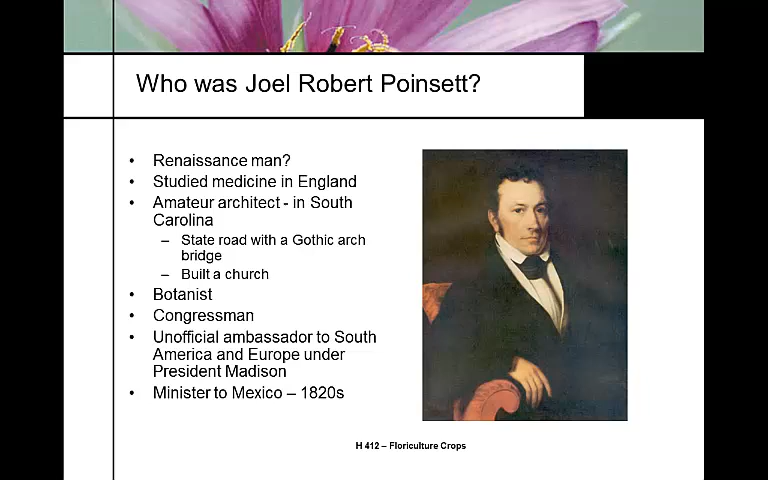 Who was Joel Robert Poinsett?
• Renaissance man?
• Studied medicine in England
• Amateur architect - in South
Carolina
– State road with a Gothic arch
bridge
– Built a church
• Botanist
• Congressman
• Unofficial ambassador to South
America and Europe under
President Madison
• Minister to Mexico – 1820s
H 412 – Floriculture Crops